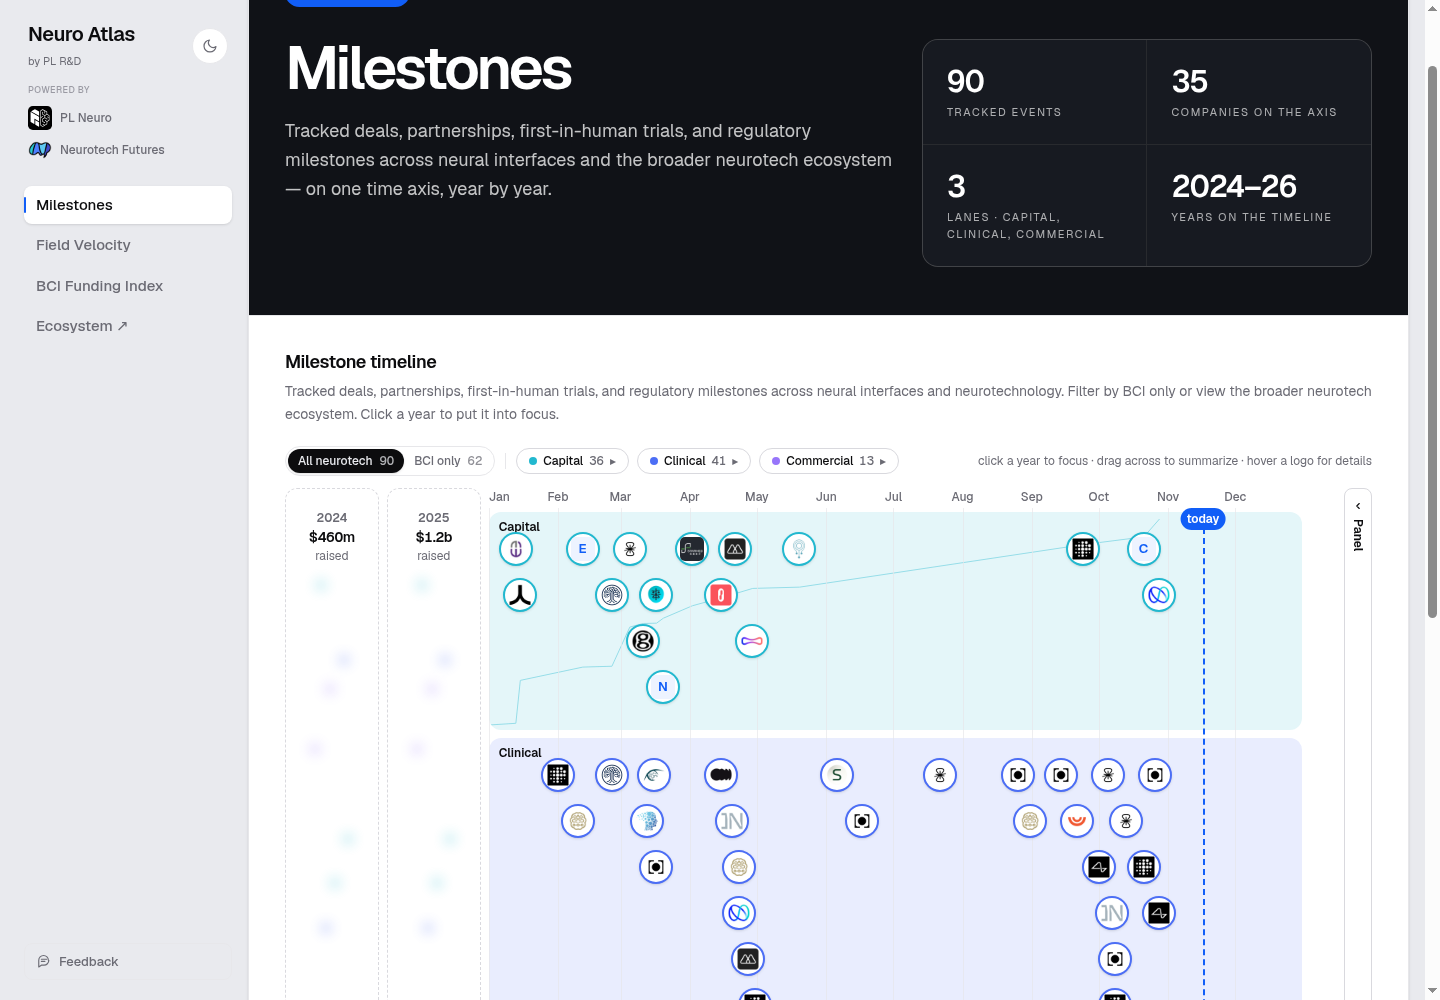 Neuro Atlas
by PL R&D
POWERED BY
PL Neuro
Neurotech Futures
Milestones
Field Velocity
BCI Funding Index
Ecosystem ↗
Feedback
Milestones
Tracked deals, partnerships, first-in-human trials, and regulatory
milestones across neural interfaces and the broader neurotech ecosystem
— on one time axis, year by year.
90
TRACKED EVENTS
35
COMPANIES ON THE AXIS
3
LANES · CAPITAL,
CLINICAL, COMMERCIAL
2024–26
YEARS ON THE TIMELINE
Milestone timeline
Tracked deals, partnerships, first-in-human trials, and regulatory milestones across neural interfaces and neurotechnology. Filter by BCI only or view the broader neurotech
ecosystem. Click a year to put it into focus.
All neurotech 90 BCI only 62 Capital 36 ▸ Clinical 41 ▸ Commercial 13 ▸ click a year to focus · drag across to summarize · hover a logo for details
2024
$460m
raised
2025
$1.2b
raised
Jan Feb Mar Apr May Jun Jul Aug Sep Oct Nov Dec
today
Capital
E
C
N
Clinical
S
IN
IN
‹ Panel